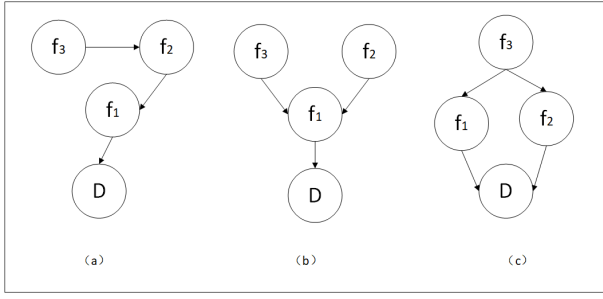 f3 f2 f3 f2 f3
f1 f1 f1 f2
D D D
（a） （b） （c）